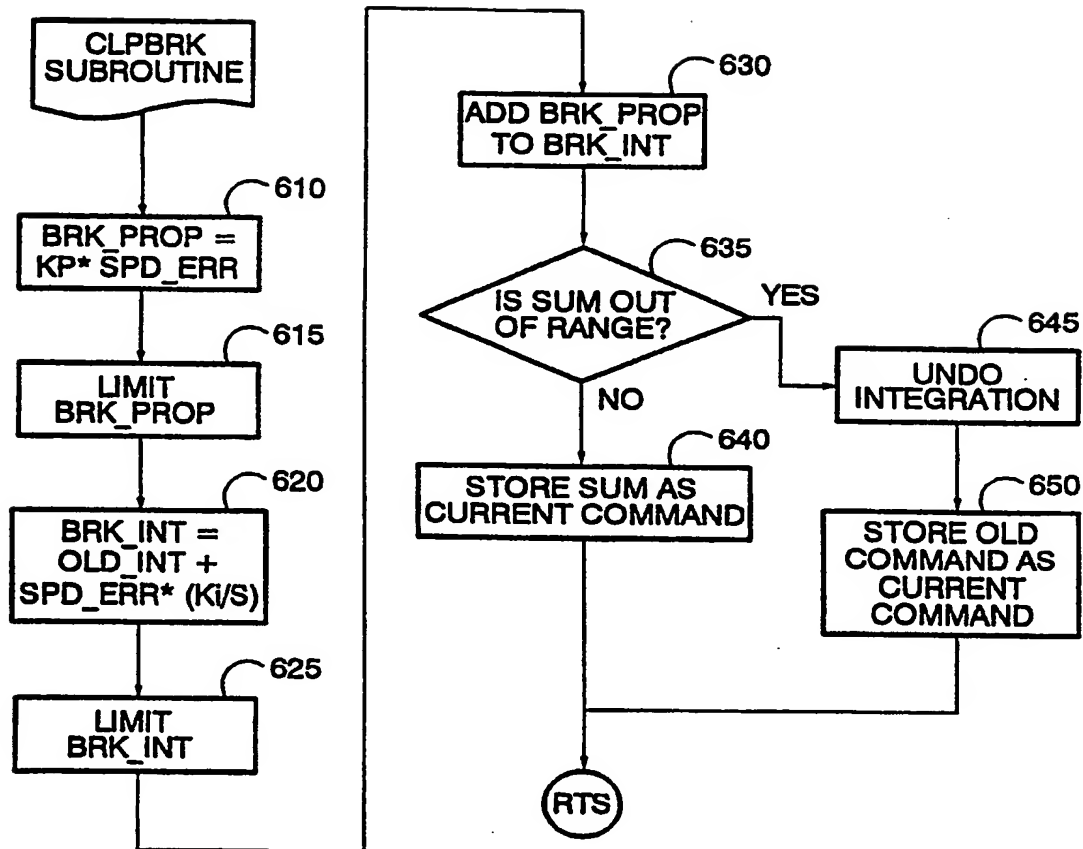 CLPBRK
SUBROUTINE
610
BRK_PROP =
KP* SPD_ERR
615
LIMIT
BRK_PROP
620
BRK_INT =
OLD_INT +
SPD_ERR* (Ki/S)
625
LIMIT
BRK_INT
630
ADD BRK_PROP
TO BRK_INT
635
IS SUM OUT
OF RANGE?
YES
NO
640
STORE SUM AS
CURRENT COMMAND
645
UNDO
INTEGRATION
650
STORE OLD
COMMAND AS
CURRENT
COMMAND
RTS